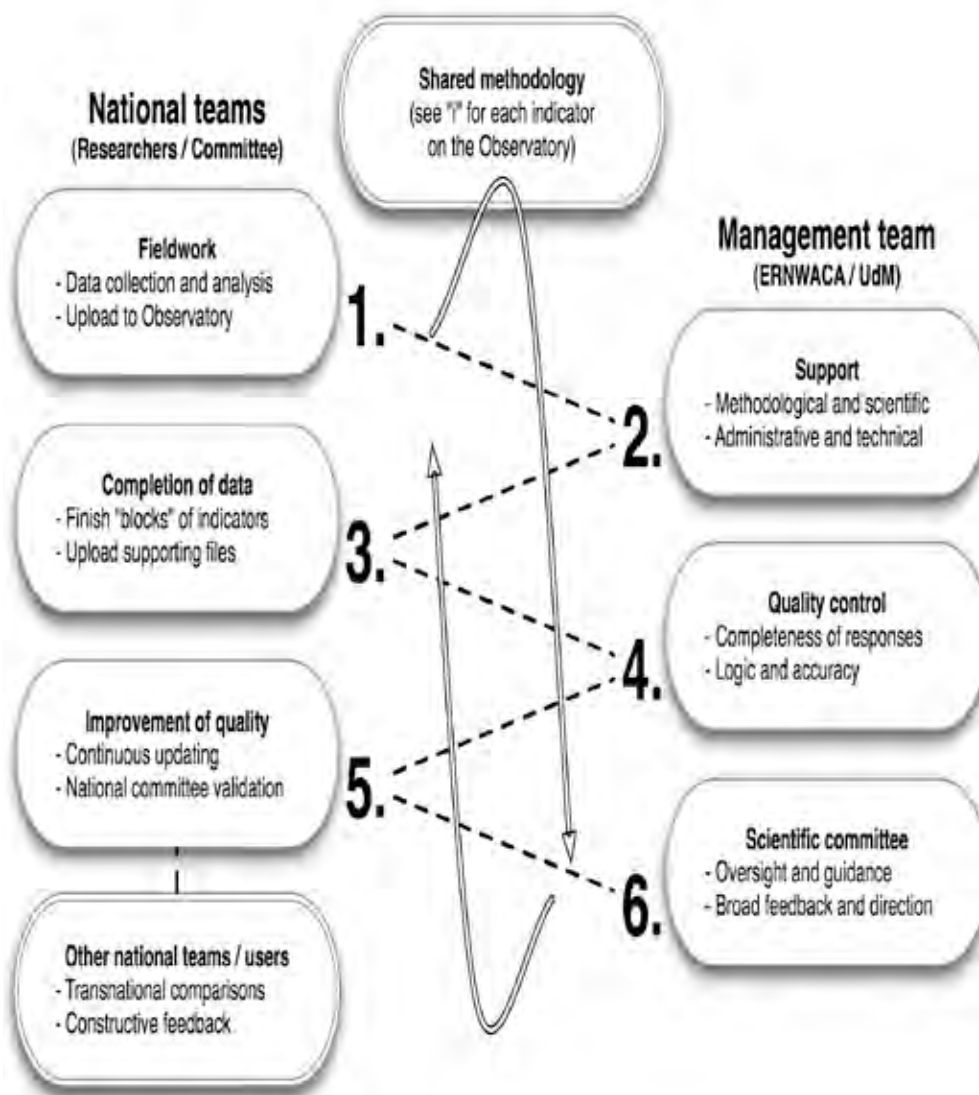 Shared methodology
(see "i" for each indicator
on the Observatory)
National teams
(Researchers / Committee)
Fieldwork
- Data collection and analysis
- Upload to Observatory
1.
Management team
(ERNWACA / UdM)
Support
- Methodological and scientific
- Administrative and technical
2.
Completion of data
- Finish "blocks" of indicators
- Upload supporting files
3.
Quality control
- Completeness of responses
- Logic and accuracy
4.
Improvement of quality
- Continuous updating
- National committee validation
5.
Scientific committee
- Oversight and guidance
- Broad feedback and direction
6.
Other national teams / users
- Transnational comparisons
- Constructive feedback